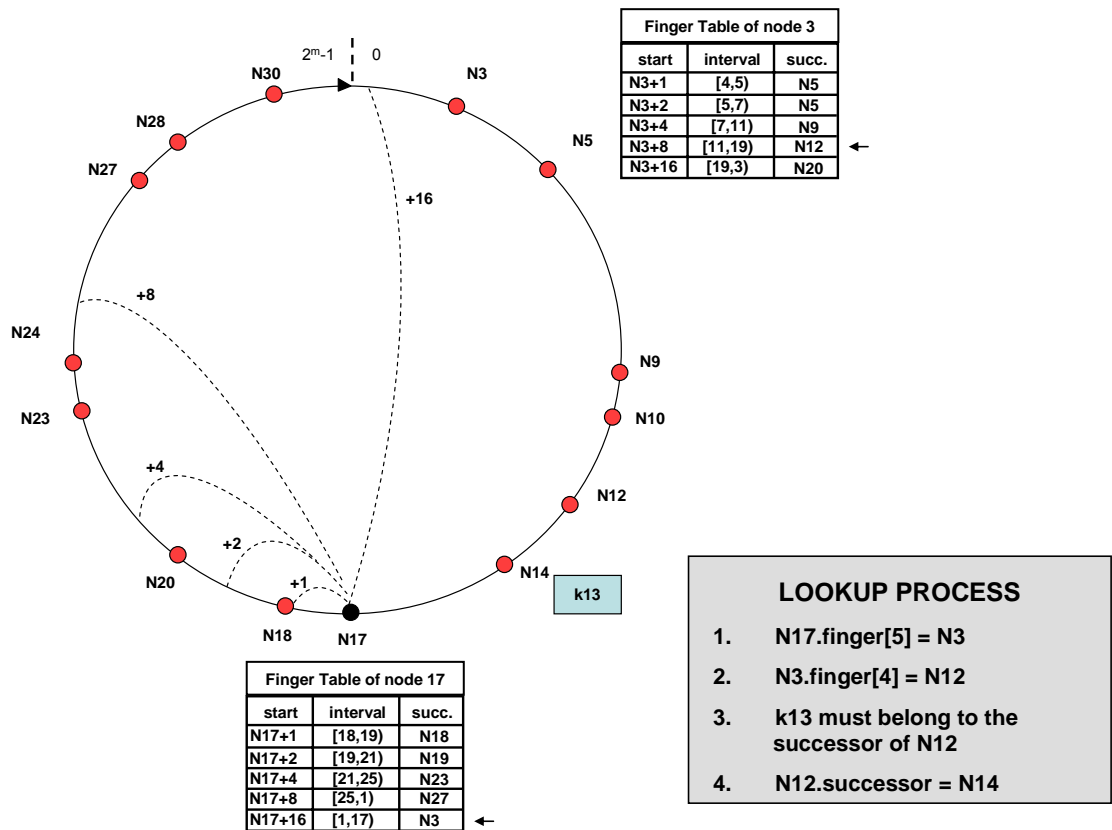 2ᵐ-1 0
N30
N3
N28
N5
N27
+16
+8
N24
N9
N23
N10
+4
N12
+2
N20
N14
+1
k13
N18
N17
Finger Table of node 3
start interval succ.
N3+1 [4,5) N5
N3+2 [5,7) N5
N3+4 [7,11) N9
N3+8 [11,19) N12
N3+16 [19,3) N20
Finger Table of node 17
start interval succ.
N17+1 [18,19) N18
N17+2 [19,21) N19
N17+4 [21,25) N23
N17+8 [25,1) N27
N17+16 [1,17) N3
LOOKUP PROCESS
1. N17.finger[5] = N3
2. N3.finger[4] = N12
3. k13 must belong to the
successor of N12
4. N12.successor = N14